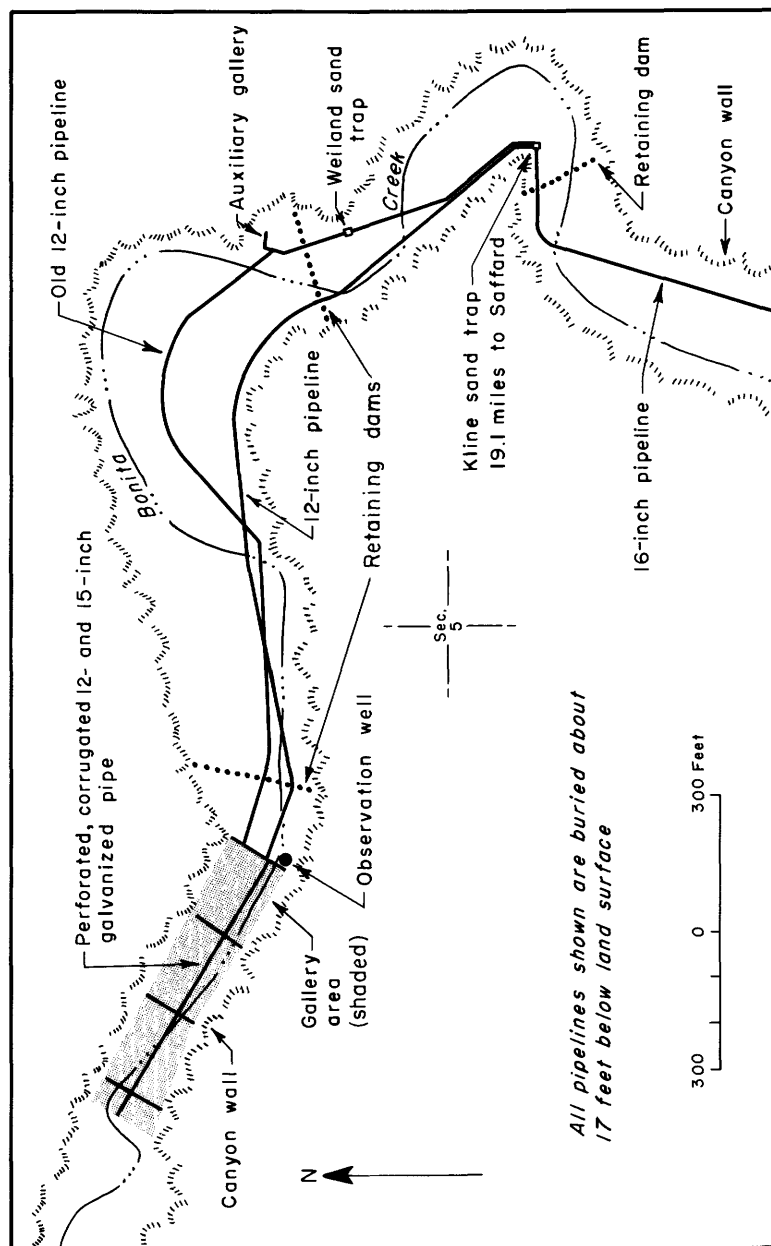 Old 12-inch pipeline
Auxiliary gallery
Weiland sand
trap
Creek
Bonita
Retaining dam
Canyon wall
Kline sand trap
19.1 miles to Saffard
12-inch pipeline
Retaining dams
16-inch pipeline
Perforated, corrugated 12- and 15-inch
galvanized pipe
Sec.
5
Observation well
Gallery
area
(shaded)
Canyon wall
N
All pipelines shown are buried about
17 feet below land surface
300 0 300 Feet